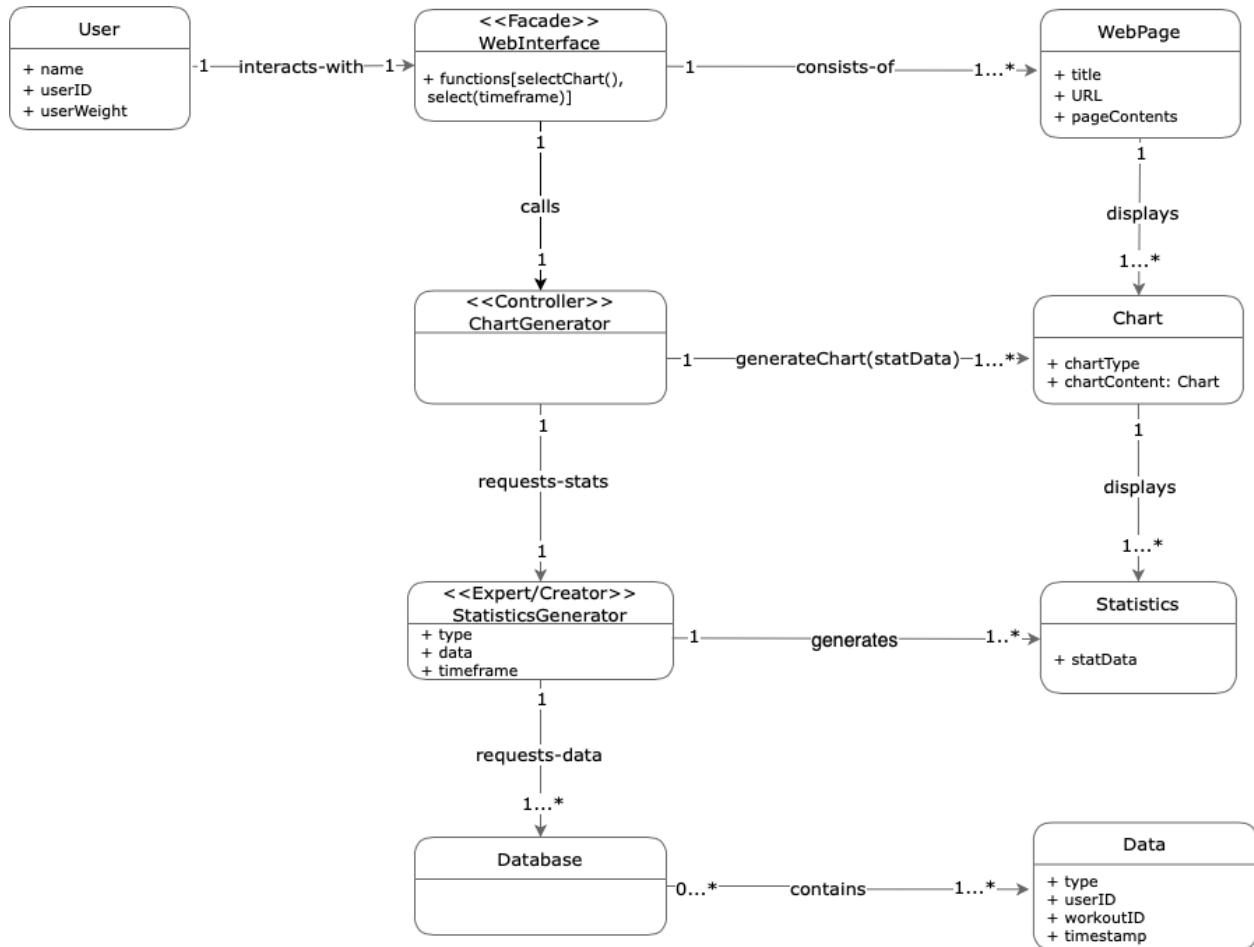 User
+ name
+ userID
+ userWeight
1
interacts-with
1
<<Facade>>
WebInterface
+ functions[selectChart(),
select(timeframe)]
1
consists-of
1...*
WebPage
+ title
+ URL
+ pageContents
1
calls
1
1
displays
1...*
<<Controller>>
ChartGenerator
1
generateChart(statData)
1...*
Chart
+ chartType
+ chartContent: Chart
1
requests-stats
1
1
displays
1...*
<<Expert/Creator>>
StatisticsGenerator
+ type
+ data
+ timeframe
1
generates
1..*
Statistics
+ statData
1
requests-data
1...*
Database
0...*
contains
1...*
Data
+ type
+ userID
+ workoutID
+ timestamp